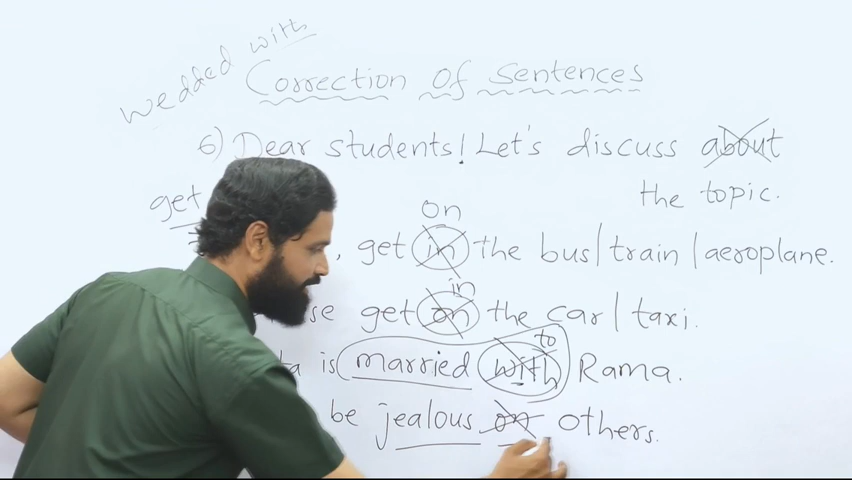 wedded with
Correction of sentences
6) Dear students! Let's discuss about
the topic.
get
on
, get in the bus/train/aeroplane.
in
se get on the car/taxi.
to
ta is married with Rama.
be jealous on others.